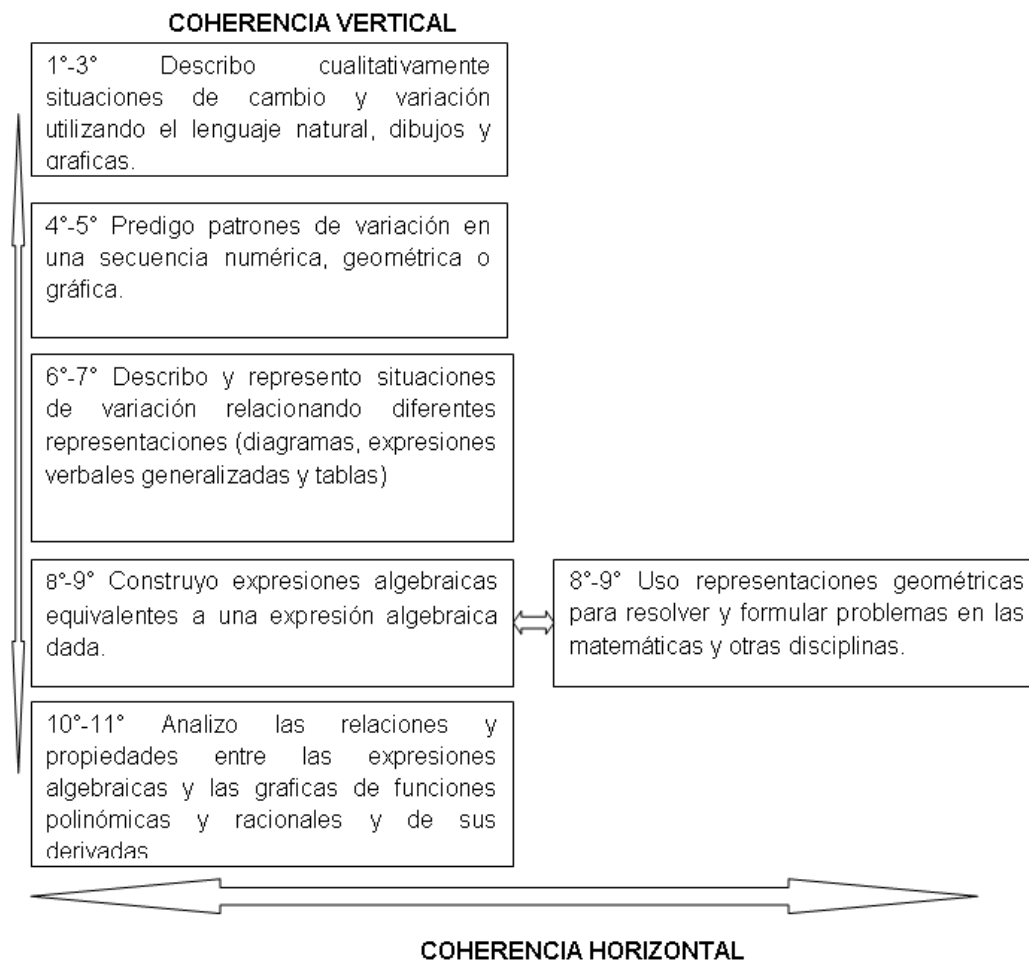 COHERENCIA VERTICAL
1°-3° Describo cualitativamente
situaciones de cambio y variación
utilizando el lenguaje natural, dibujos y
graficas.
4°-5° Predigo patrones de variación en
una secuencia numérica, geométrica o
gráfica.
6°-7° Describo y represento situaciones
de variación relacionando diferentes
representaciones (diagramas, expresiones
verbales generalizadas y tablas)
8°-9° Construyo expresiones algebraicas
equivalentes a una expresión algebraica
dada.
8°-9° Uso representaciones geométricas
para resolver y formular problemas en las
matemáticas y otras disciplinas.
10°-11° Analizo las relaciones y
propiedades entre las expresiones
algebraicas y las graficas de funciones
polinómicas y racionales y de sus
derivadas
COHERENCIA HORIZONTAL